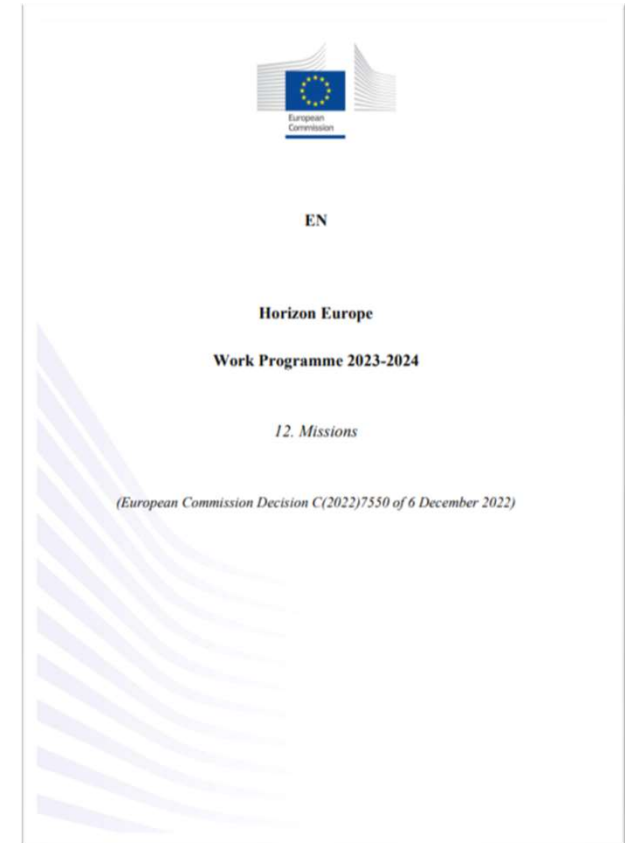 European
Commission
EN
Horizon Europe
Work Programme 2023-2024
12. Missions
(European Commission Decision C(2022)7550 of 6 December 2022)